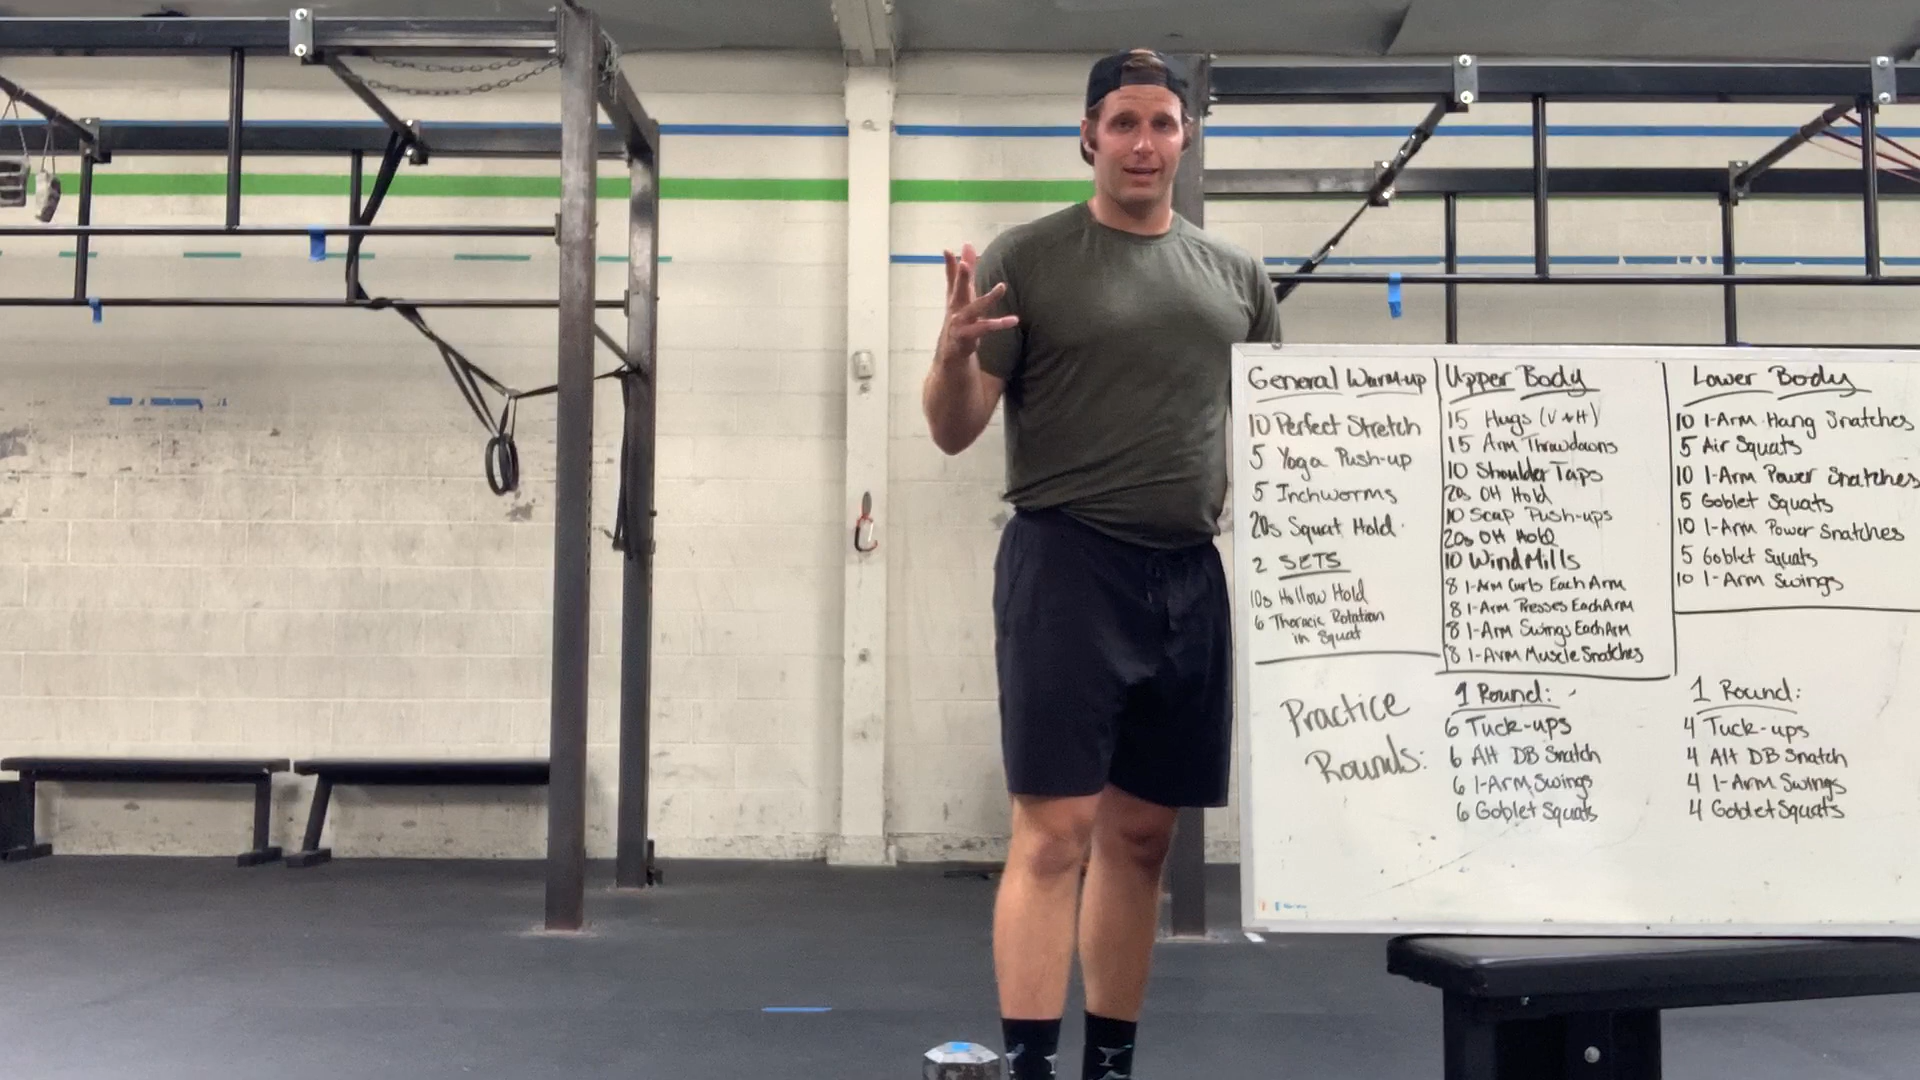 General Warm-up
10 Perfect Stretch
5 Yoga Push-up
5 Inchworms
20s Squat Hold
2 SETS
10s Hollow Hold
6 Thoracic Rotation
in Squat
Upper Body
15 Hugs (V+H)
15 Arm Throwdowns
10 Shoulder Taps
20s OH Hold
10 Scap Push-ups
20s OH Hold
10 Wind Mills
8 1-Arm Curls Each Arm
8 1-Arm Presses Each Arm
8 1-Arm Swings Each Arm
8 1-Arm Muscle Snatches
Lower Body
10 1-Arm Hang Snatches
5 Air Squats
10 1-Arm Power Snatches
5 Goblet Squats
10 1-Arm Power Snatches
5 Goblet Squats
10 1-Arm Swings
Practice
Rounds:
1 Round:
6 Tuck-ups
6 Alt DB Snatch
6 1-Arm Swings
6 Goblet Squats
1 Round:
4 Tuck-ups
4 Alt DB Snatch
4 1-Arm Swings
4 Goblet Squats